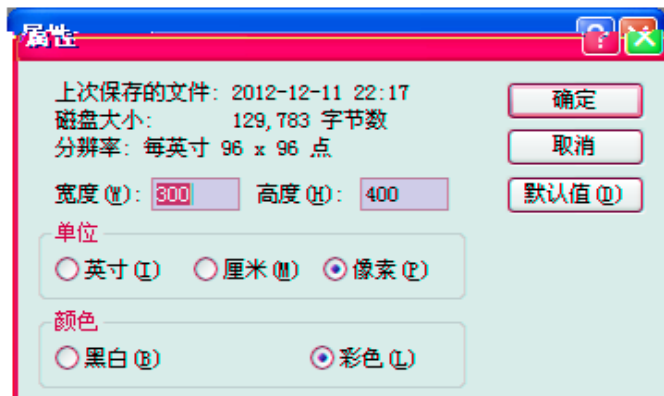 属性
上次保存的文件: 2012-12-11 22:17
磁盘大小: 129,783 字节数
分辨率: 每英寸 96 x 96 点
宽度(W): 300 高度(H): 400
单位
英寸(I) 厘米(M) 像素(P)
颜色
黑白(B) 彩色(L)
确定
取消
默认值(D)